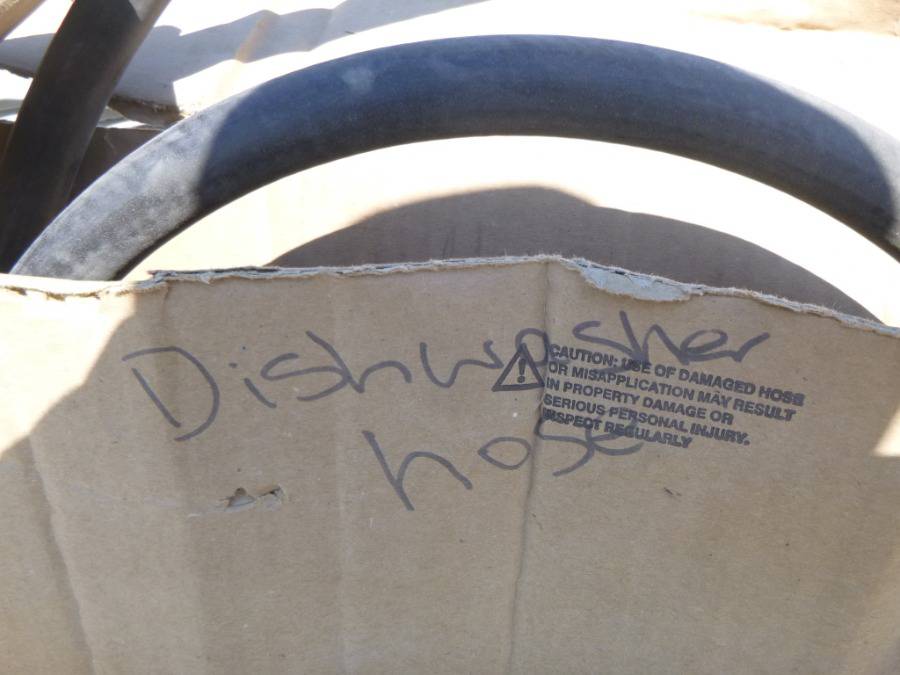 Dishwasher
hose
CAUTION: USE OF DAMAGED HOSE
OR MISAPPLICATION MAY RESULT
IN PROPERTY DAMAGE OR
SERIOUS PERSONAL INJURY.
INSPECT REGULARLY